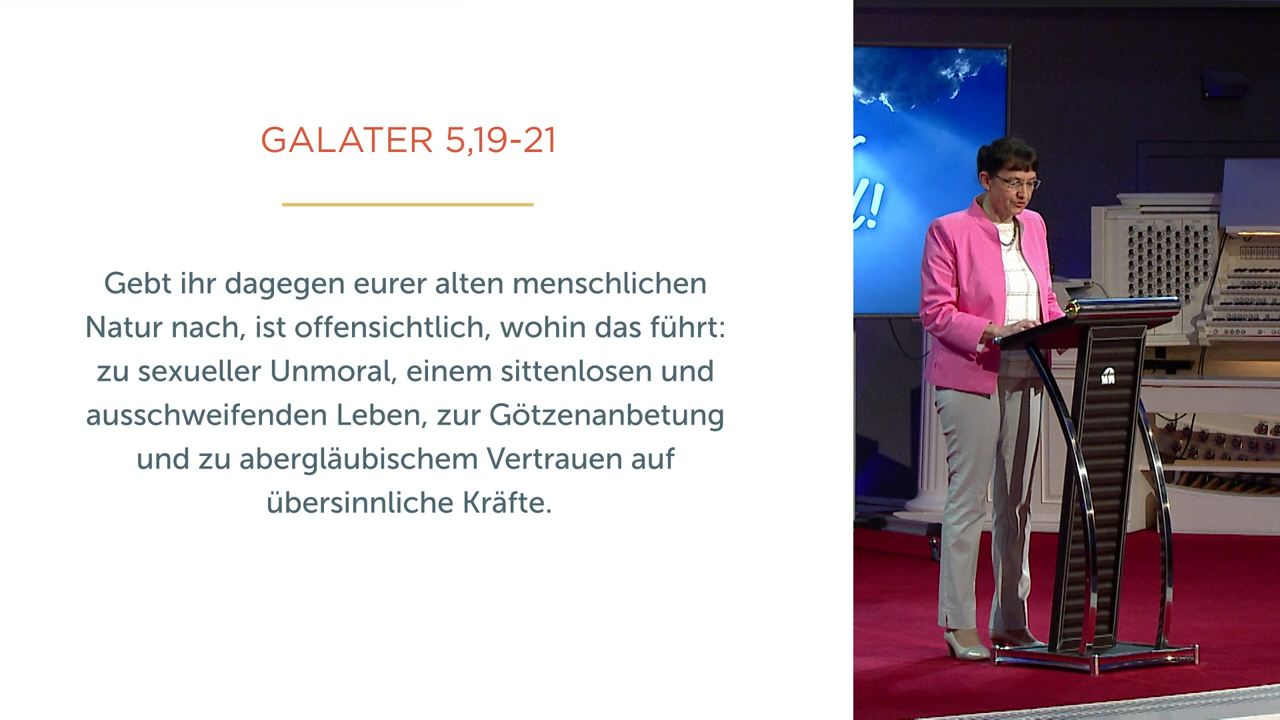 GALATER 5,19-21
Gebt ihr dagegen eurer alten menschlichen
Natur nach, ist offensichtlich, wohin das führt:
zu sexueller Unmoral, einem sittenlosen und
ausschweifenden Leben, zur Götzenanbetung
und zu abergläubischem Vertrauen auf
übersinnliche Kräfte.